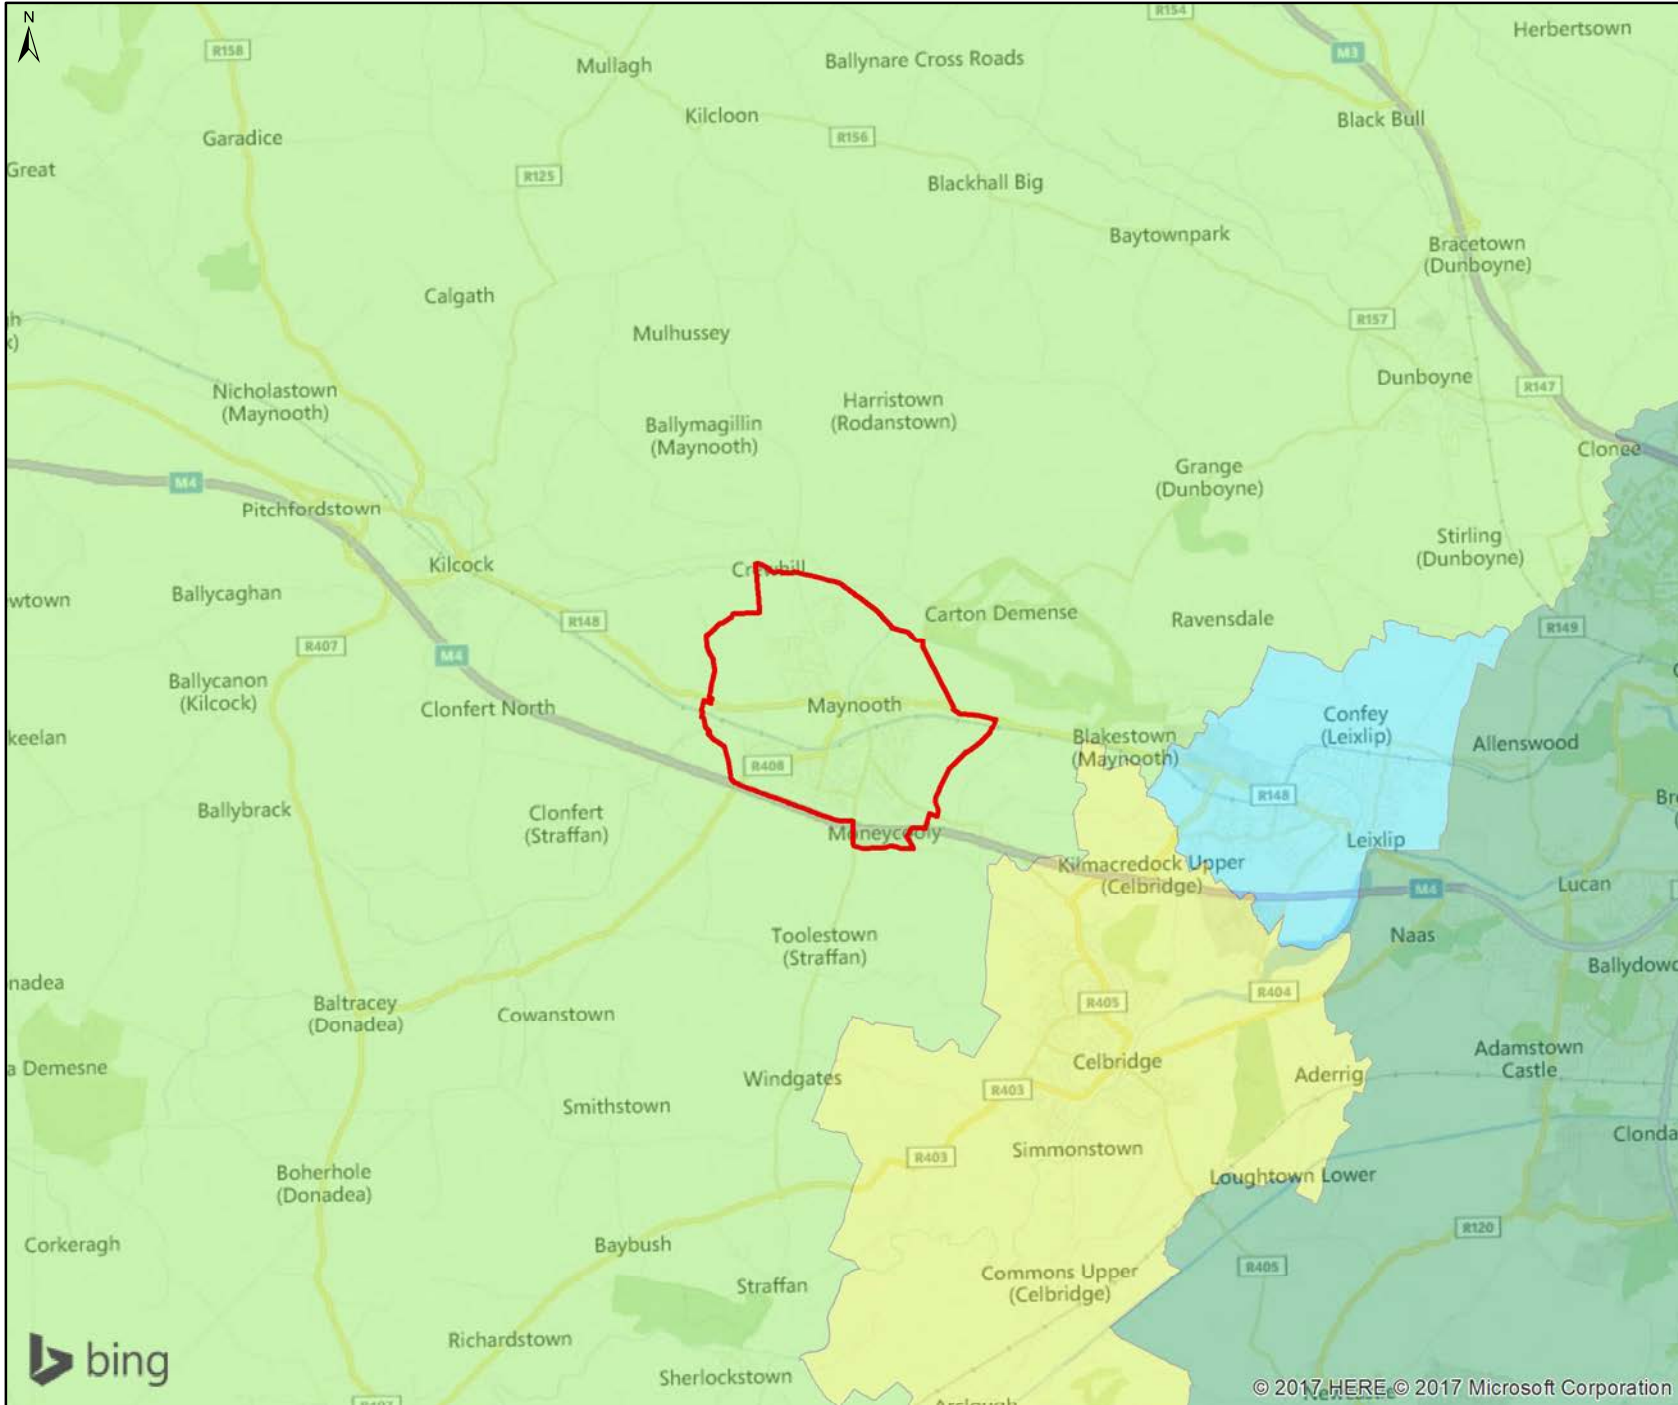 N
R154
Herbertsown
R158
M3
Mullagh
Ballynare Cross Roads
Kilcloon
Black Bull
Garadice
R156
Great
R125
Blackhall Big
Baytownpark
Bracetown
(Dunboyne)
Calgath
R157
Mulhussey
Dunboyne
R147
Nicholastown
(Maynooth)
Harristown
(Rodanstown)
Ballymagillin
(Maynooth)
Clonee
M4
Grange
(Dunboyne)
Pitchfordstown
Stirling
(Dunboyne)
Kilcock
Crewhill
Ballycaghan
wtown
Carton Demense
Ravensdale
R148
R149
R407
M4
Ballycanon
(Kilcock)
Clonfert North
Maynooth
Confey
(Leixlip)
keelan
Blakestown
(Maynooth)
Allenswood
R408
R148
Br
Ballybrack
Clonfert
(Straffan)
Moneycooly
Leixlip
Kilmacredock Upper
(Celbridge)
M4
Lucan
Toolestown
(Straffan)
Naas
Ballydowd
nadea
R404
Baltracey
(Donadea)
Cowanstown
R405
a Demesne
Celbridge
Adamstown
Castle
Windgates
Aderrig
R403
Smithstown
Clonda
R403
Simmonstown
Boherhole
(Donadea)
Loughtown Lower
R120
Corkeragh
Baybush
R405
Straffan
Commons Upper
(Celbridge)
Richardstown
bing
Sherlockstown
© 2017 HERE © 2017 Microsoft Corporation